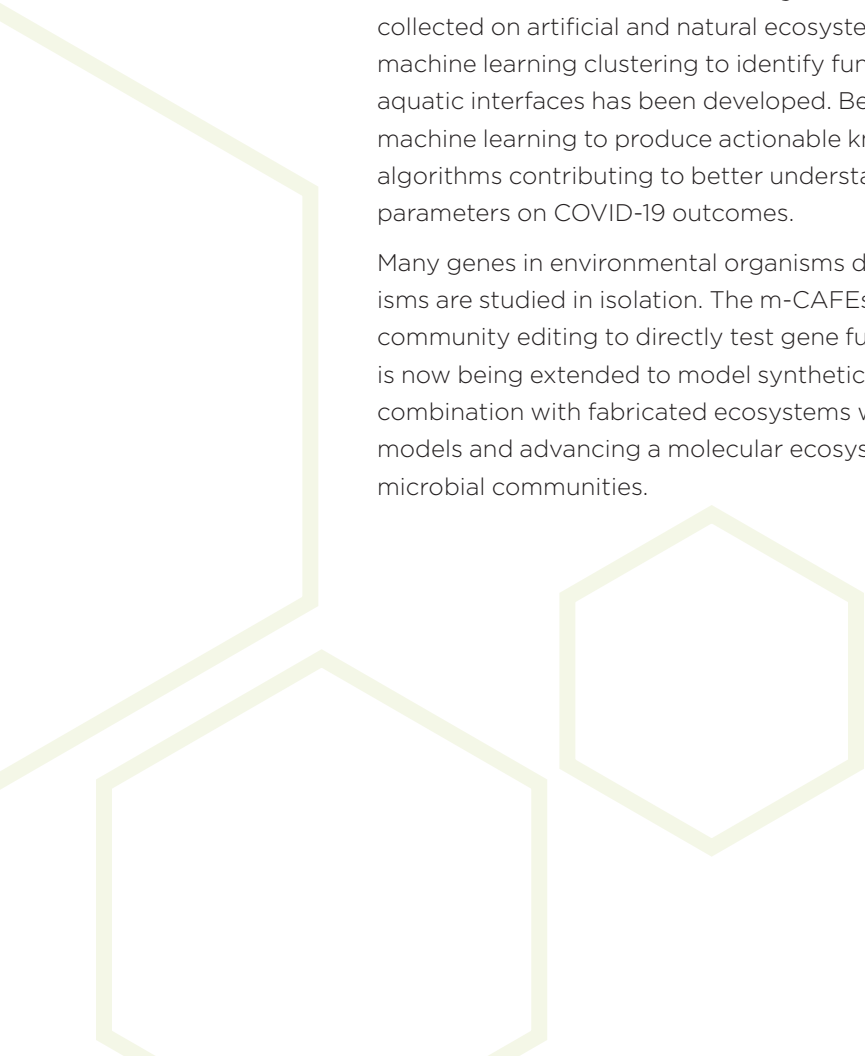 collected on artificial and natural ecosyste
machine learning clustering to identify fun
aquatic interfaces has been developed. Be
machine learning to produce actionable k
algorithms contributing to better understa
parameters on COVID-19 outcomes.
Many genes in environmental organisms d
isms are studied in isolation. The m-CAFEs
community editing to directly test gene fu
is now being extended to model synthetic
combination with fabricated ecosystems w
models and advancing a molecular ecosys
microbial communities.